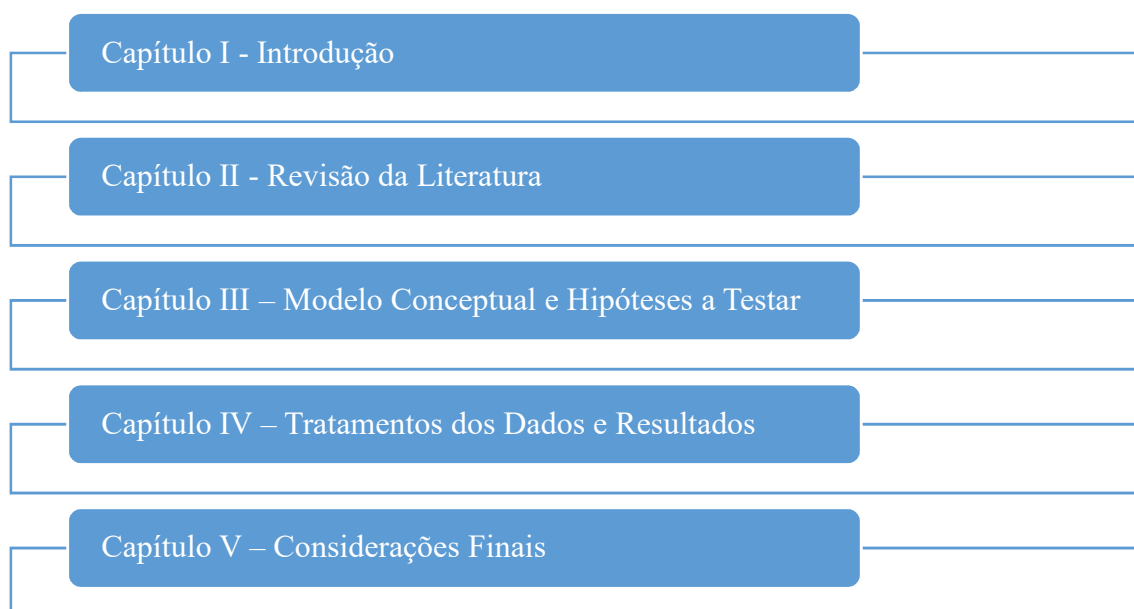 Capítulo I - Introdução
Capítulo II - Revisão da Literatura
Capítulo III – Modelo Conceptual e Hipóteses a Testar
Capítulo IV – Tratamentos dos Dados e Resultados
Capítulo V – Considerações Finais